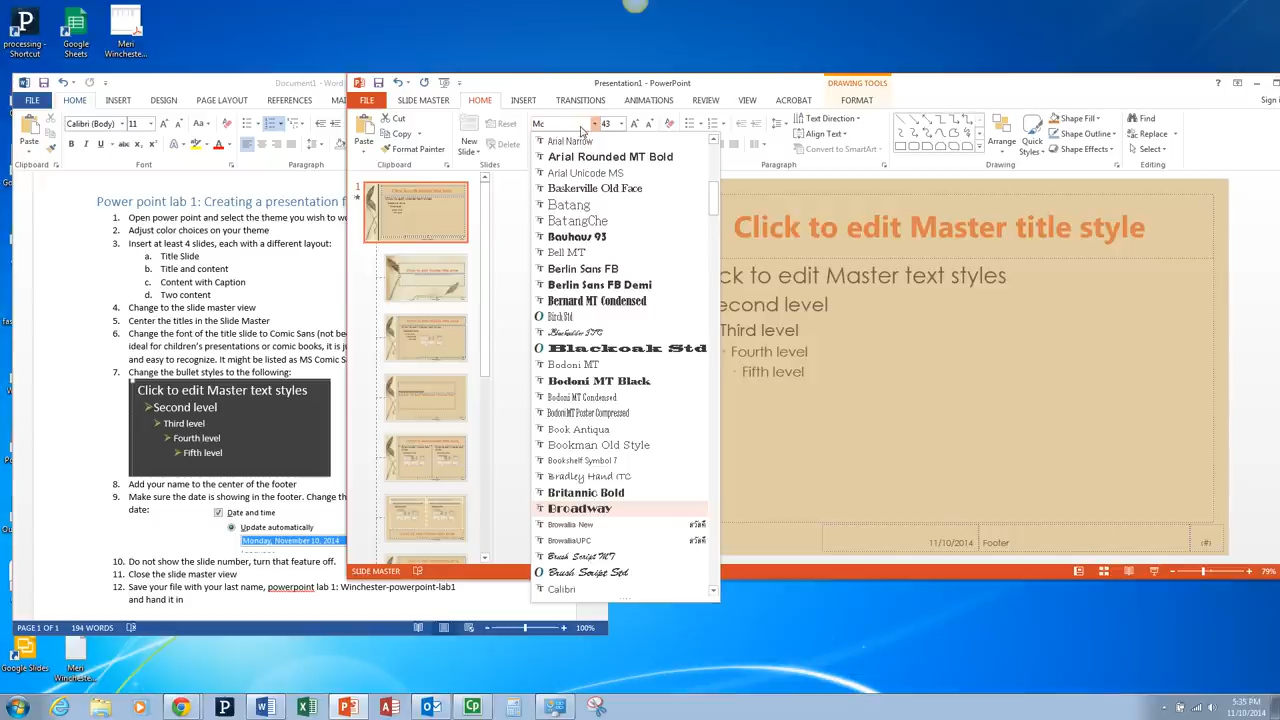 processing - Shortcut
Google Sheets
Meri Wincheste...
Document1 - Word
FILE HOME INSERT DESIGN PAGE LAYOUT REFERENCES
Paste
Calibri (Body) 11
Clipboard Font Paragraph
Power point lab 1: Creating a presentation
1. Open power point and select the theme you wish to
2. Adjust color choices on your theme
3. Insert at least 4 slides, each with a different layout:
a. Title Slide
b. Title and content
c. Content with Caption
d. Two content
4. Change to the slide master view
5. Center the titles in the Slide Master
6. Change the font of the title slide to Comic Sans (not
ideal for children's presentations or comic books, it is
and easy to recognize. It might be listed as MS Comic
7. Change the bullet styles to the following:
Click to edit Master text styles
Second level
Third level
Fourth level
Fifth level
8. Add your name to the center of the footer
9. Make sure the date is showing in the footer. Change
date:
Date and time
Update automatically
Monday, November 10, 2014
10. Do not show the slide number, turn that feature off.
11. Close the slide master view
12. Save your file with your last name, powerpoint lab 1: Winchester-powerpoint-lab1
and hand it in
PAGE 1 OF 1 194 WORDS 100%
Presentation1 - PowerPoint
DRAWING TOOLS
FILE SLIDE MASTER HOME INSERT TRANSITIONS ANIMATIONS REVIEW VIEW ACROBAT FORMAT
Sign
Paste
Cut
Copy
Format Painter
Clipboard
New Slide
Reset
Delete
Slides
Mc 43
Text Direction
Align Text
Convert to SmartArt
Paragraph
Arrange
Quick Styles
Shape Fill
Shape Outline
Shape Effects
Drawing
Find
Replace
Select
Editing
1
Arial Narrow
Arial Rounded MT Bold
Arial Unicode MS
Baskerville Old Face
Batang
BatangChe
Bauhaus 93
Bell MT
Berlin Sans FB
Berlin Sans FB Demi
Bernard MT Condensed
Birch Std
Blackadder ITC
Blackoak Std
Bodoni MT
Bodoni MT Black
Bodoni MT Condensed
Bodoni MT Poster Compressed
Book Antiqua
Bookman Old Style
Bookshelf Symbol 7
Bradley Hand ITC
Britannic Bold
Broadway
Browallia New สวัสดี
BrowalliaUPC สวัสดี
Brush Script MT
Brush Script Std
Calibri
Click to edit Master title style
ck to edit Master text styles
econd level
Third level
Fourth level
Fifth level
11/10/2014 Footer ‹#›
SLIDE MASTER 79%
Google Slides
Meri Wincheste...
5:35 PM
11/10/2014